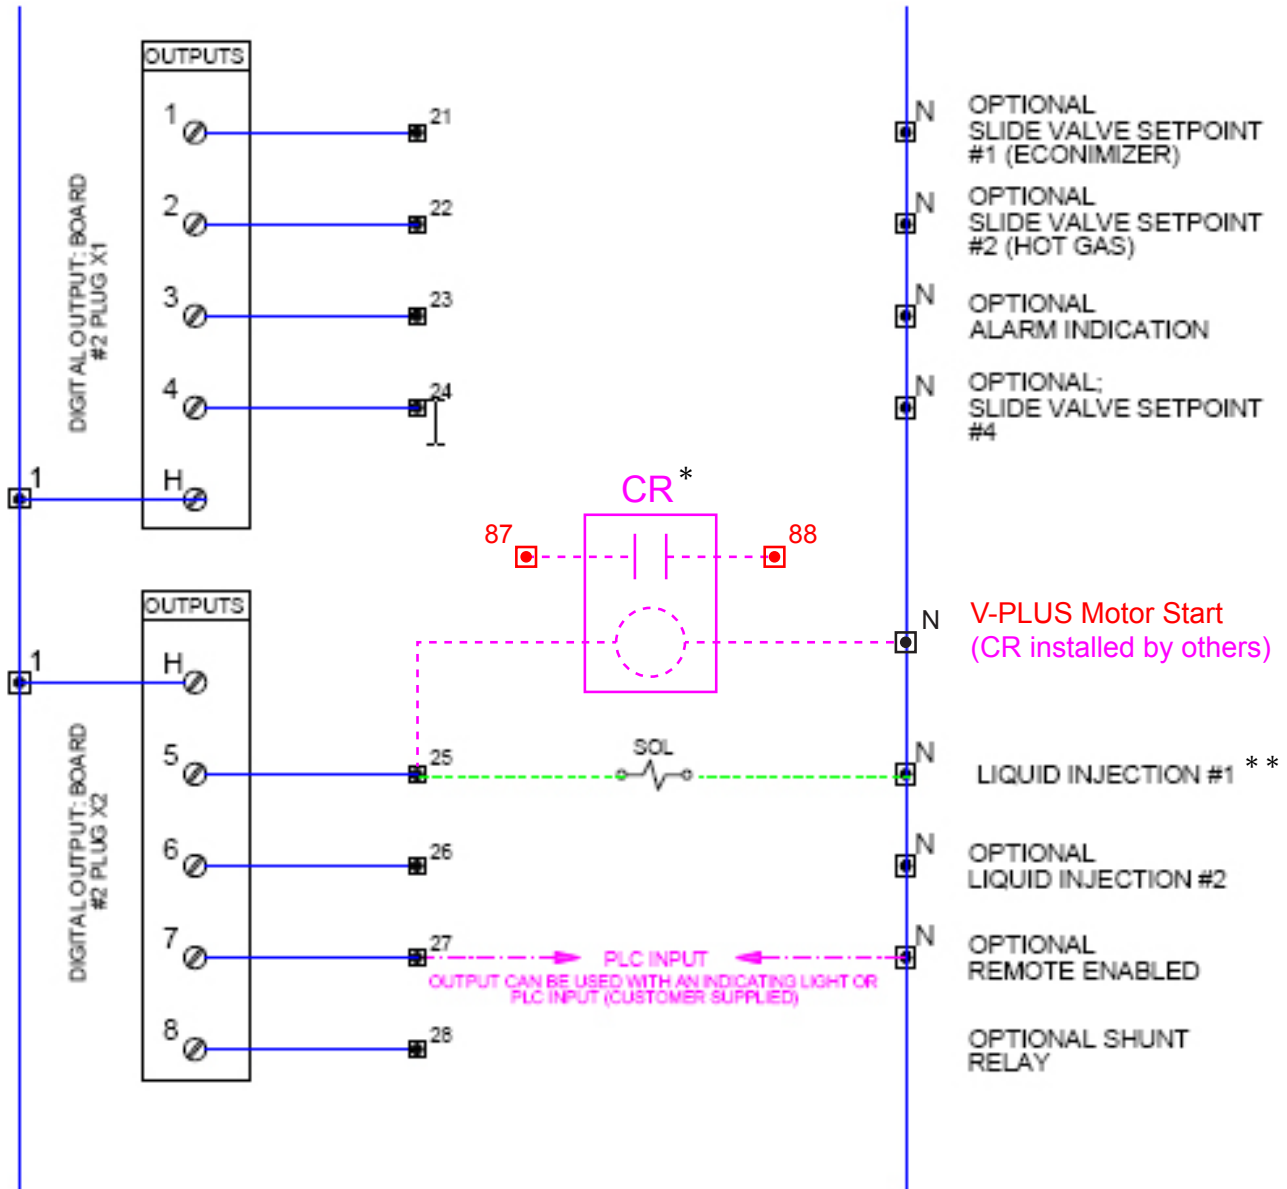 OUTPUTS
DIGITAL OUTPUT: BOARD
#2 PLUG X1
1
21
N
OPTIONAL
SLIDE VALVE SETPOINT
#1 (ECONIMIZER)
2
22
N
OPTIONAL
SLIDE VALVE SETPOINT
#2 (HOT GAS)
3
23
N
OPTIONAL
ALARM INDICATION
4
24
N
OPTIONAL;
SLIDE VALVE SETPOINT
#4
1
H
CR *
87
88
N
V-PLUS Motor Start
(CR installed by others)
OUTPUTS
DIGITAL OUTPUT: BOARD
#2 PLUG X2
1
H
5
25
SOL
N
LIQUID INJECTION #1 * *
6
26
N
OPTIONAL
LIQUID INJECTION #2
7
27
PLC INPUT
OUTPUT CAN BE USED WITH AN INDICATING LIGHT OR
PLC INPUT (CUSTOMER SUPPLIED)
N
OPTIONAL
REMOTE ENABLED
8
28
OPTIONAL SHUNT
RELAY